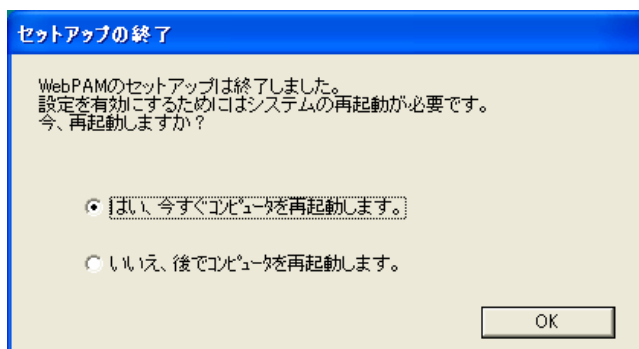 セットアップの終了
WebPAMのセットアップは終了しました。
設定を有効にするためにはシステムの再起動が必要です。
今、再起動しますか？
はい、今すぐコンピュータを再起動します。
いいえ、後でコンピュータを再起動します。
OK